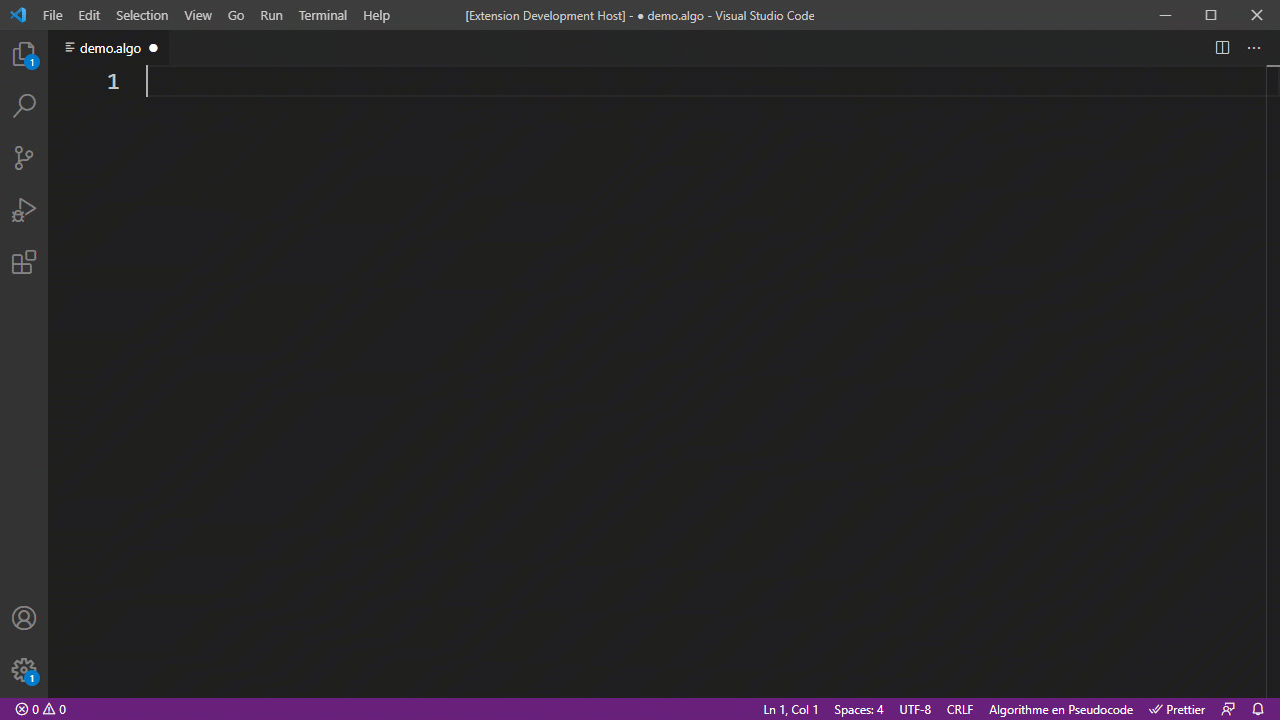 File Edit Selection View Go Run Terminal Help [Extension Development Host] - ● demo.algo - Visual Studio Code
demo.algo ●
1
1
1
0 0 Ln 1, Col 1 Spaces: 4 UTF-8 CRLF Algorithme en Pseudocode Prettier